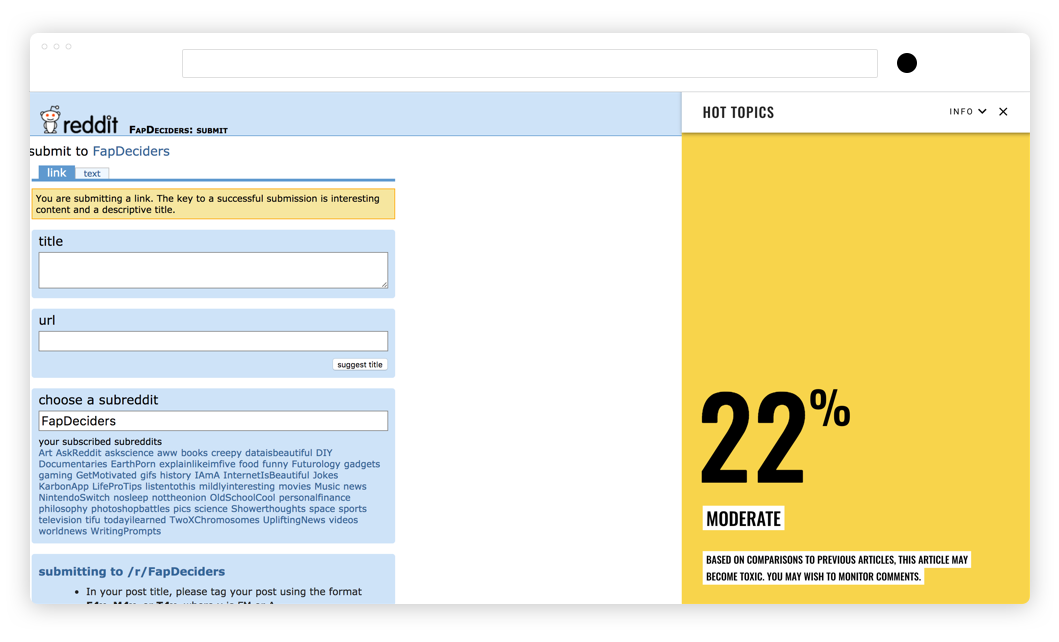 reddit FAPDECIDERS: SUBMIT
submit to FapDeciders
link text
You are submitting a link. The key to a successful submission is interesting
content and a descriptive title.
title
url
suggest title
choose a subreddit
FapDeciders
your subscribed subreddits
Art AskReddit askscience aww books creepy dataisbeautiful DIY
Documentaries EarthPorn explainlikeimfive food funny Futurology gadgets
gaming GetMotivated gifs history IAmA InternetIsBeautiful Jokes
KarbonApp LifeProTips listentothis mildlyinteresting movies Music news
NintendoSwitch nosleep nottheonion OldSchoolCool personalfinance
philosophy photoshopbattles pics science Showerthoughts space sports
television tifu todayilearned TwoXChromosomes UpliftingNews videos
worldnews WritingPrompts
submitting to /r/FapDeciders
• In your post title, please tag your post using the format
HOT TOPICS
INFO
22%
MODERATE
BASED ON COMPARISONS TO PREVIOUS ARTICLES, THIS ARTICLE MAY
BECOME TOXIC. YOU MAY WISH TO MONITOR COMMENTS.